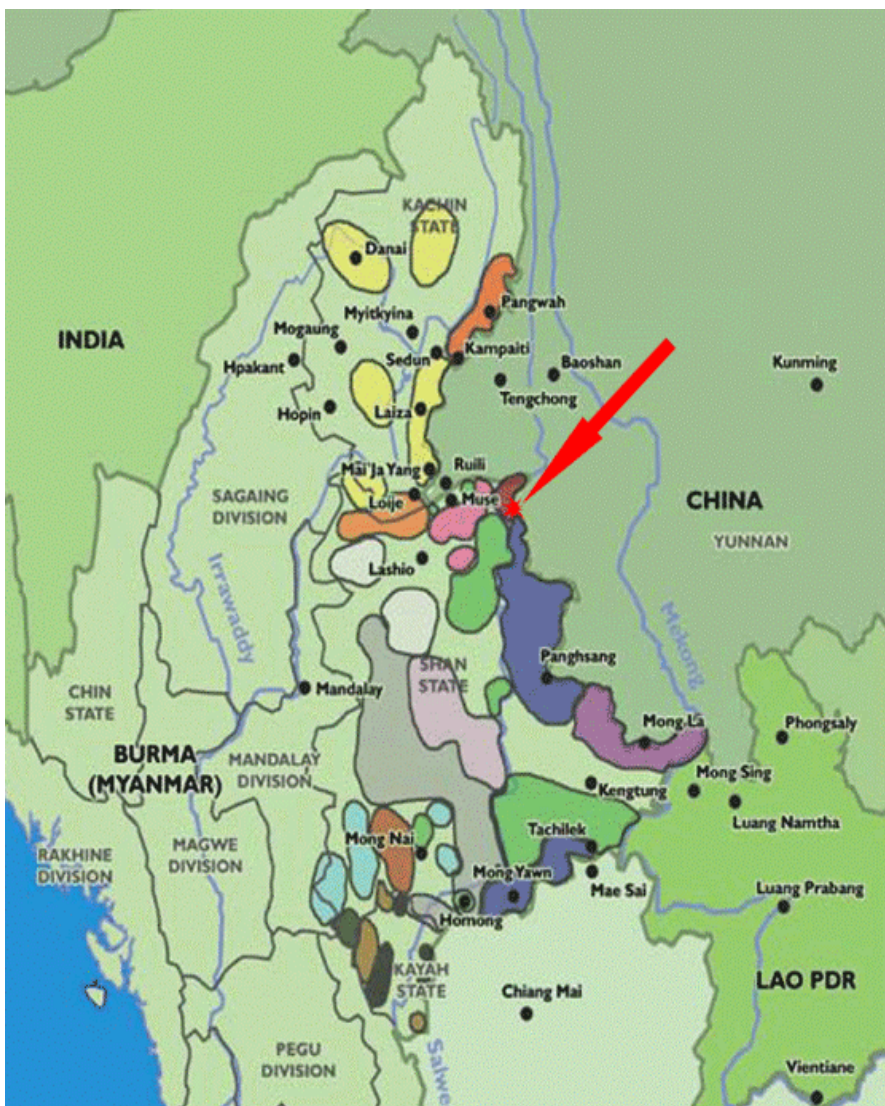 KACHIN
STATE
Danai
Pangwah
Myitkyina
Mogaung
INDIA
Sedun
Kampaiti
Hpakant
Baoshan
Kunming
Tengchong
Hopin
Laiza
Mai Ja Yang
Ruili
SAGAING
DIVISION
Loije
Muse
CHINA
YUNNAN
Lashio
Irrawaddy
Mekong
SHAN
STATE
Panghsang
Mandalay
CHIN
STATE
Mong La
Phongsaly
BURMA
(MYANMAR)
MANDALAY
DIVISION
Mong Sing
Kengtung
Luang Namtha
Tachilek
Mong Nai
MAGWE
DIVISION
RAKHINE
DIVISION
Mong Yawn
Mae Sai
Luang Prabang
Homong
KAYAH
STATE
LAO PDR
Chiang Mai
PEGU
DIVISION
Salwe
Vientiane